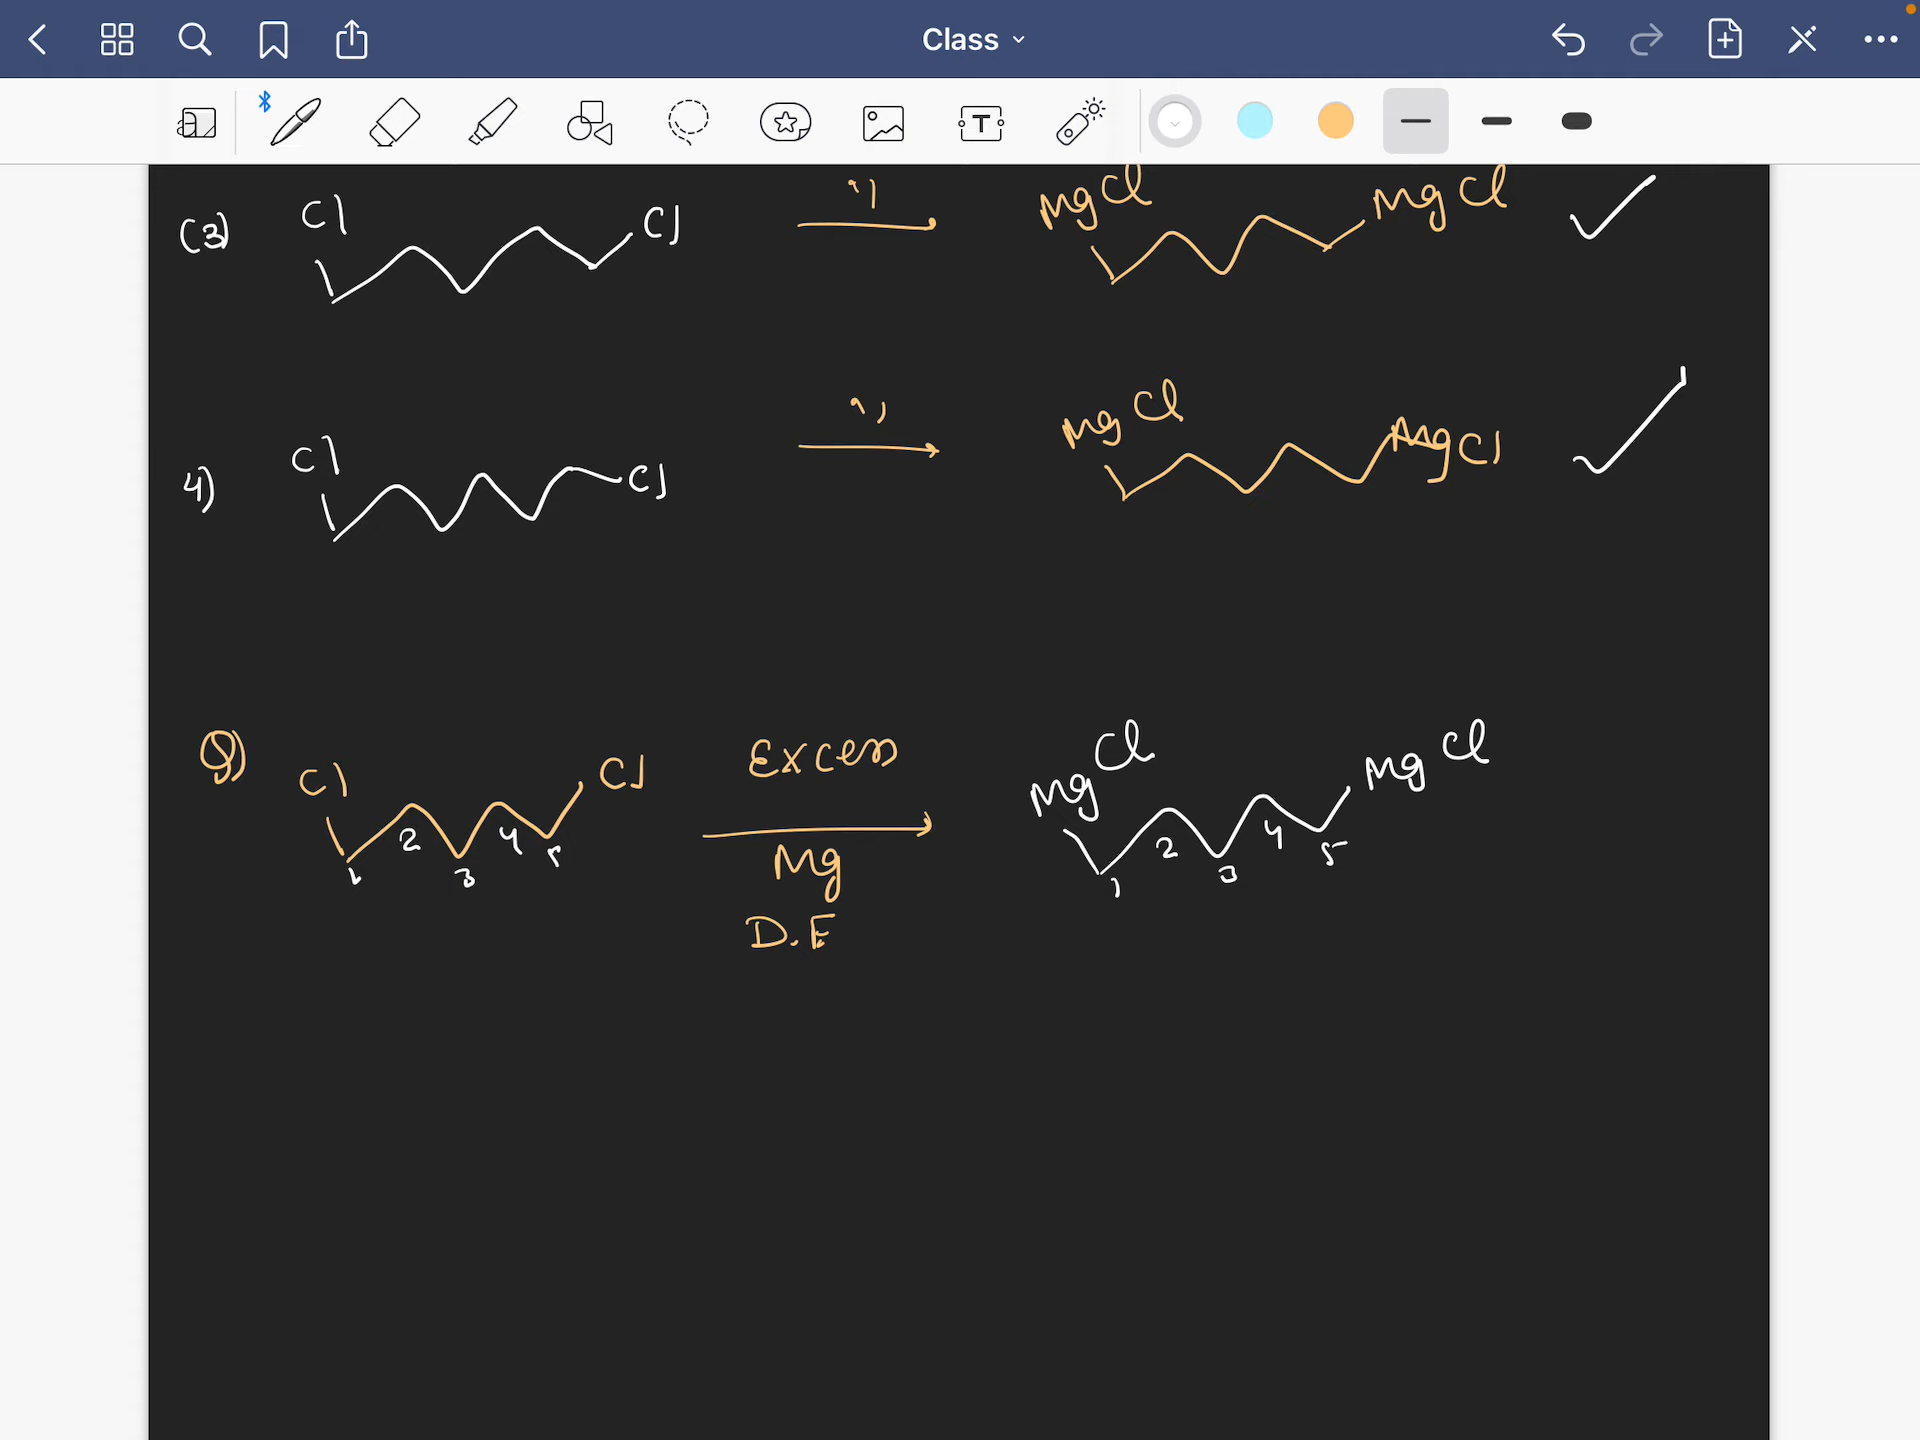 Class
T
(3) Cl Cl " MgCl MgCl
4) Cl Cl " MgCl MgCl
Q) Cl Cl Excess MgCl MgCl
1 2 3 4 5 1 2 3 4 5
Mg
D.E